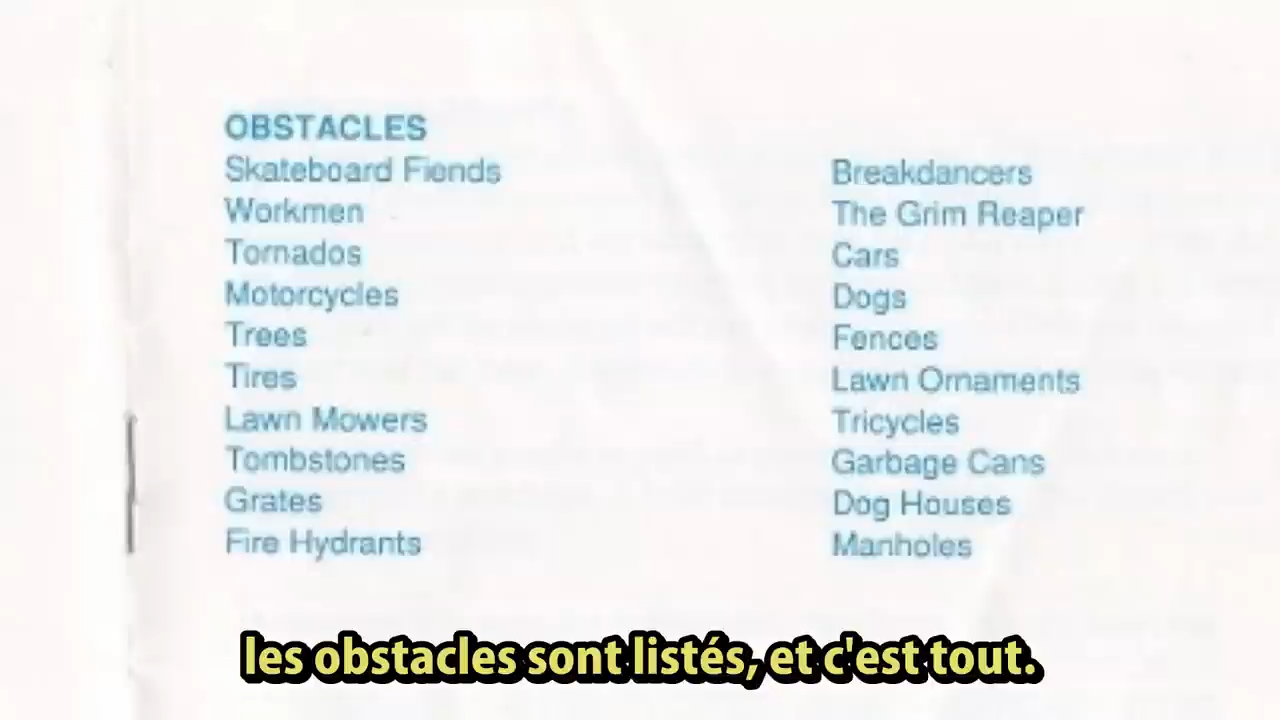 OBSTACLES
Skateboard Fiends
Workmen
Tornados
Motorcycles
Trees
Tires
Lawn Mowers
Tombstones
Grates
Fire Hydrants
Breakdancers
The Grim Reaper
Cars
Dogs
Fences
Lawn Ornaments
Tricycles
Garbage Cans
Dog Houses
Manholes
les obstacles sont listés, et c'est tout.